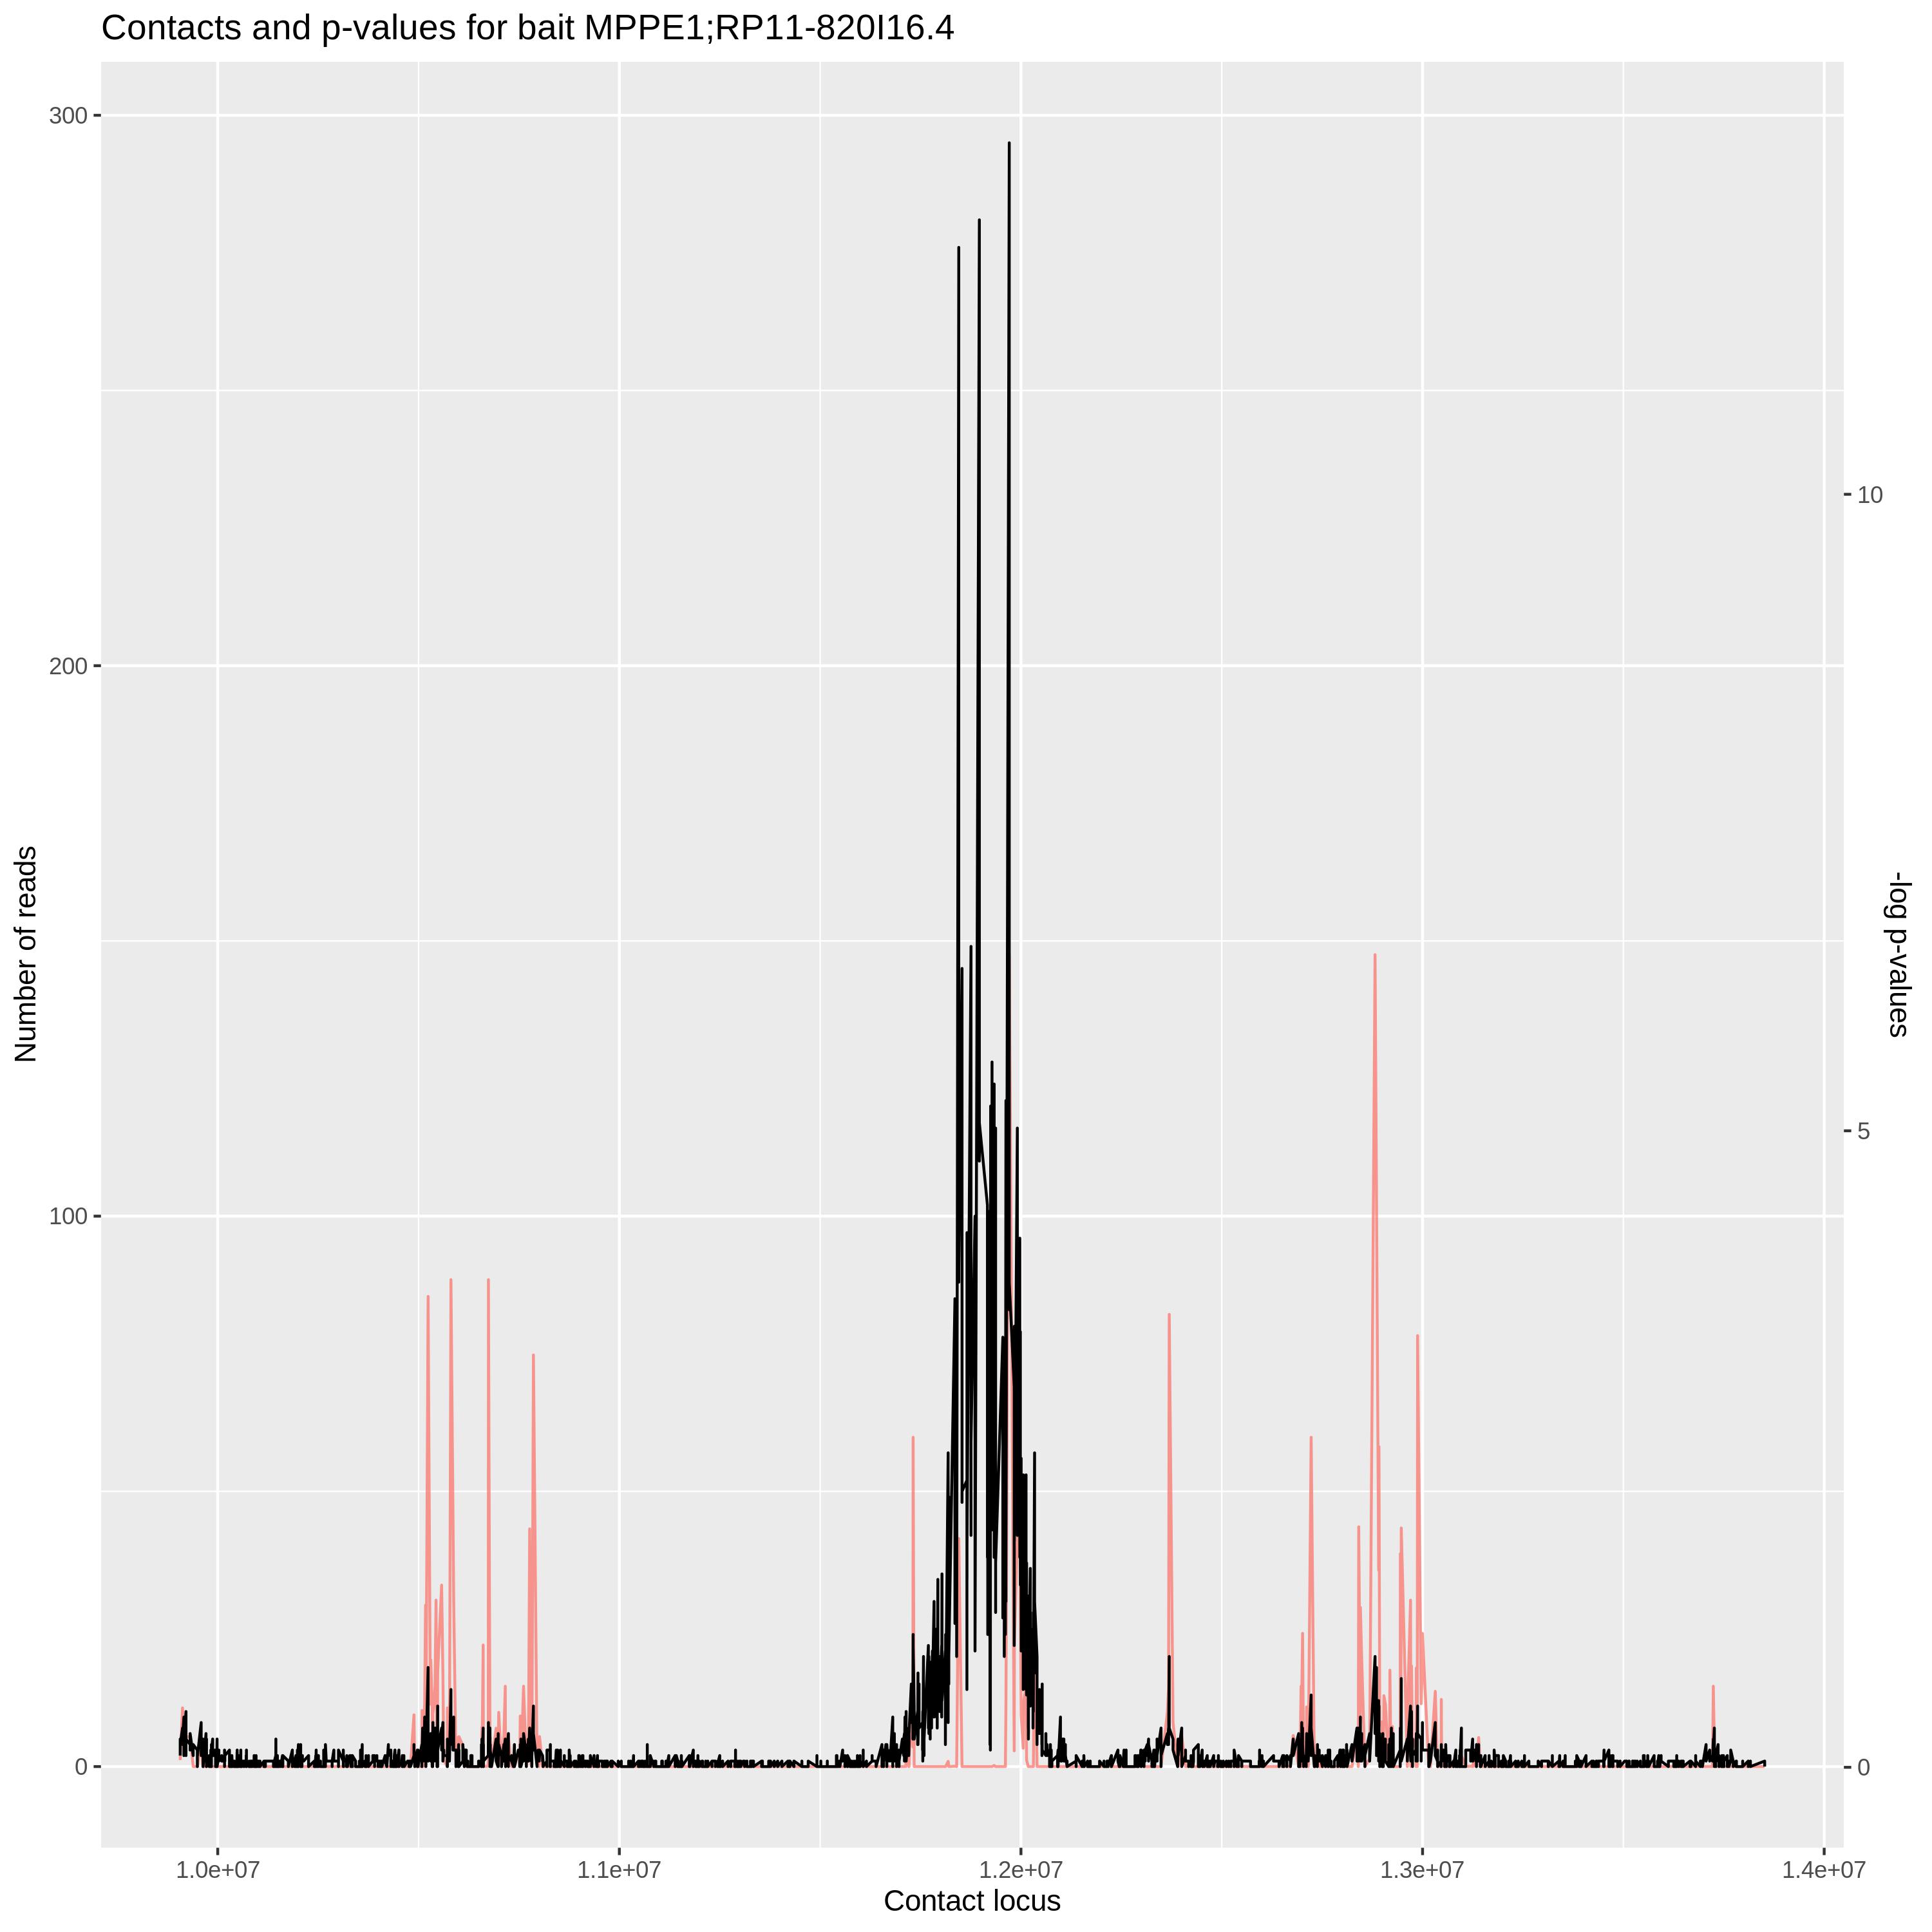 Contacts and p-values for bait MPPE1;RP11-820I16.4
300
200
100
0
10
5
0
Number of reads
-log p-values
1.0e+07
1.1e+07
1.2e+07
1.3e+07
1.4e+07
Contact locus